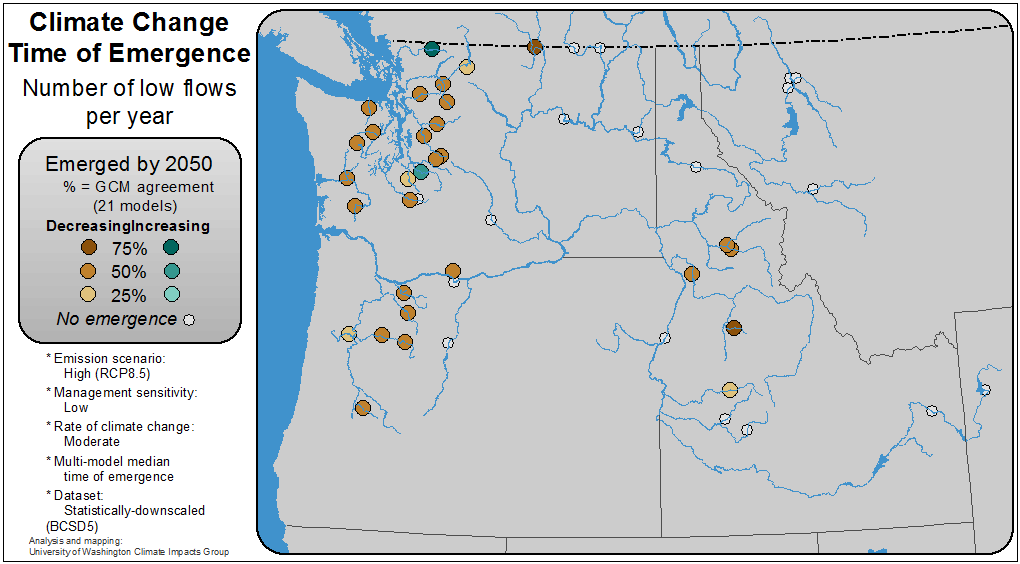 Climate Change
Time of Emergence
Number of low flows
per year
Emerged by 2050
% = GCM agreement
(21 models)
DecreasingIncreasing
75%
50%
25%
No emergence
* Emission scenario:
High (RCP8.5)
* Management sensitivity:
Low
* Rate of climate change:
Moderate
* Multi-model median
time of emergence
* Dataset:
Statistically-downscaled
(BCSD5)
Analysis and mapping:
University of Washington Climate Impacts Group